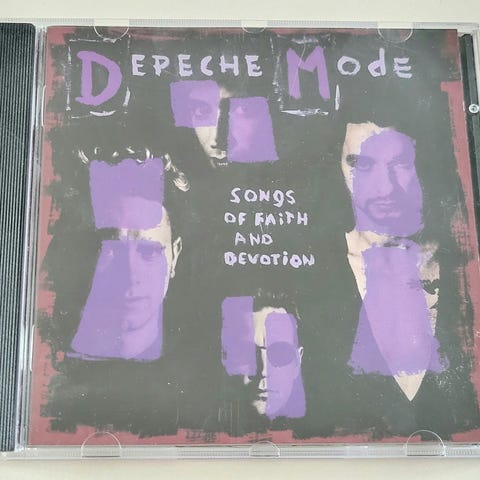 DEPECHE MODE
SONGS
OF FAITH
AND
DEVOTION